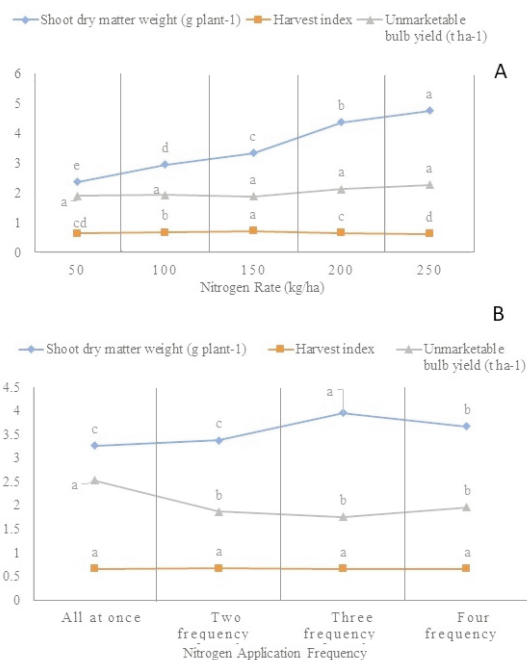 Shoot dry matter weight (g plant-1) Harvest index Unmarketable
bulb yield (t ha-1)
A
6
5
4
3
2
1
0
e d c b a
a a a a a
cd b a c d
50 100 150 200 250
Nitrogen Rate (kg/ha)
B
Shoot dry matter weight (g plant-1) Harvest index Unmarketable
bulb yield (t ha-1)
4.5
4
3.5
3
2.5
2
1.5
1
0.5
0
c c a b
a b b b
a a a a
All at once Two Three Four
frequency frequency frequency
Nitrogen Application Frequency